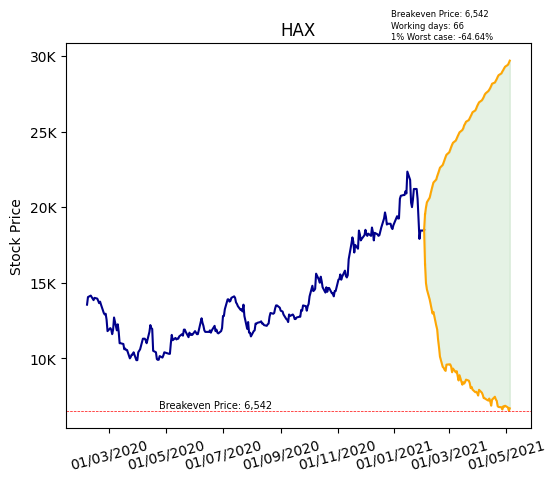 Breakeven Price: 6,542
Working days: 66
1% Worst case: -64.64%
HAX
Stock Price
30K
25K
20K
15K
10K
Breakeven Price: 6,542
01/03/2020
01/05/2020
01/07/2020
01/09/2020
01/11/2020
01/01/2021
01/03/2021
01/05/2021